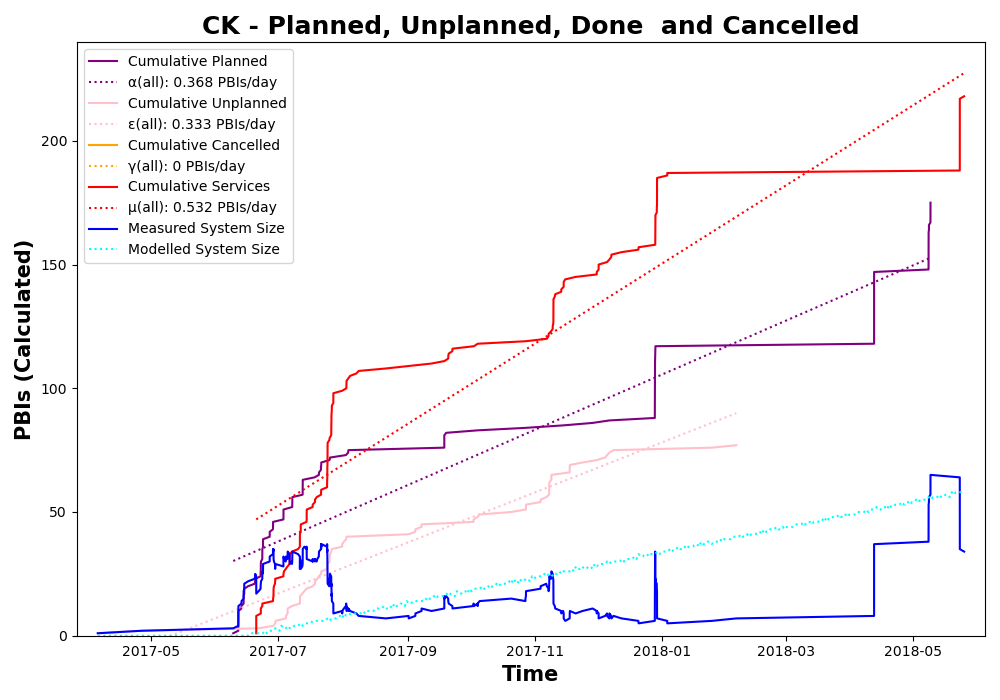 CK - Planned, Unplanned, Done  and Cancelled
Cumulative Planned
α(all): 0.368 PBIs/day
Cumulative Unplanned
ε(all): 0.333 PBIs/day
Cumulative Cancelled
γ(all): 0 PBIs/day
Cumulative Services
μ(all): 0.532 PBIs/day
Measured System Size
Modelled System Size
PBIs (Calculated)
200
150
100
50
0
2017-05 2017-07 2017-09 2017-11 2018-01 2018-03 2018-05
Time